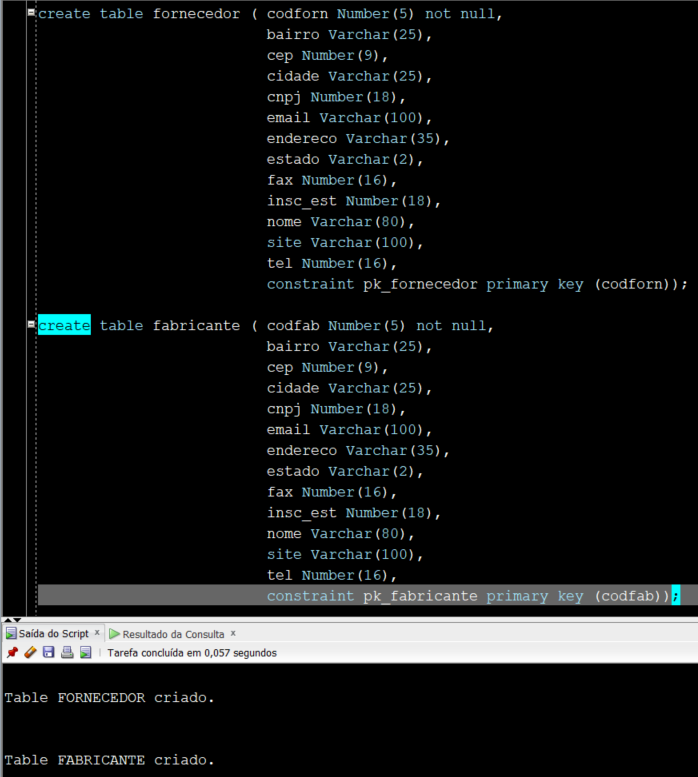 create table fornecedor ( codforn Number(5) not null,
bairro Varchar(25),
cep Number(9),
cidade Varchar(25),
cnpj Number(18),
email Varchar(100),
endereco Varchar(35),
estado Varchar(2),
fax Number(16),
insc_est Number(18),
nome Varchar(80),
site Varchar(100),
tel Number(16),
constraint pk_fornecedor primary key (codforn));
create table fabricante ( codfab Number(5) not null,
bairro Varchar(25),
cep Number(9),
cidade Varchar(25),
cnpj Number(18),
email Varchar(100),
endereco Varchar(35),
estado Varchar(2),
fax Number(16),
insc_est Number(18),
nome Varchar(80),
site Varchar(100),
tel Number(16),
constraint pk_fabricante primary key (codfab));
Saída do Script x Resultado da Consulta x
Tarefa concluída em 0,057 segundos
Table FORNECEDOR criado.
Table FABRICANTE criado.